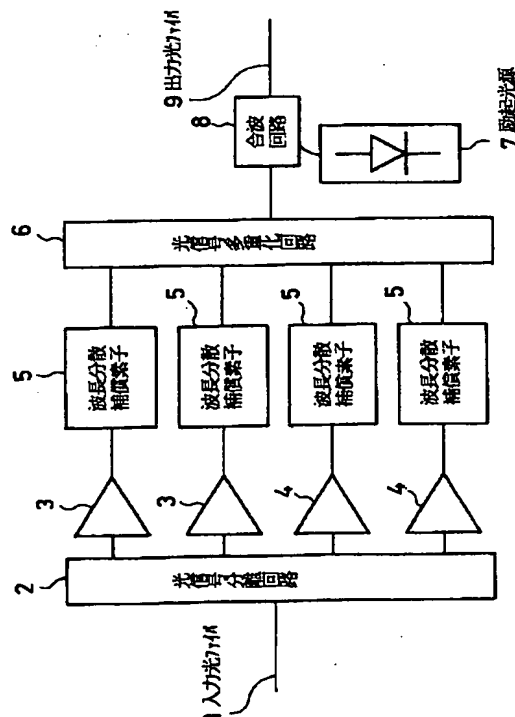 1 入力光ファイバ
2
光信号分離回路
3
3
4
4
5
波長分散
補償素子
5
波長分散
補償素子
5
波長分散
補償素子
5
波長分散
補償素子
6
光信号多重化回路
7 励起光源
8
合波
回路
9 出力光ファイバ